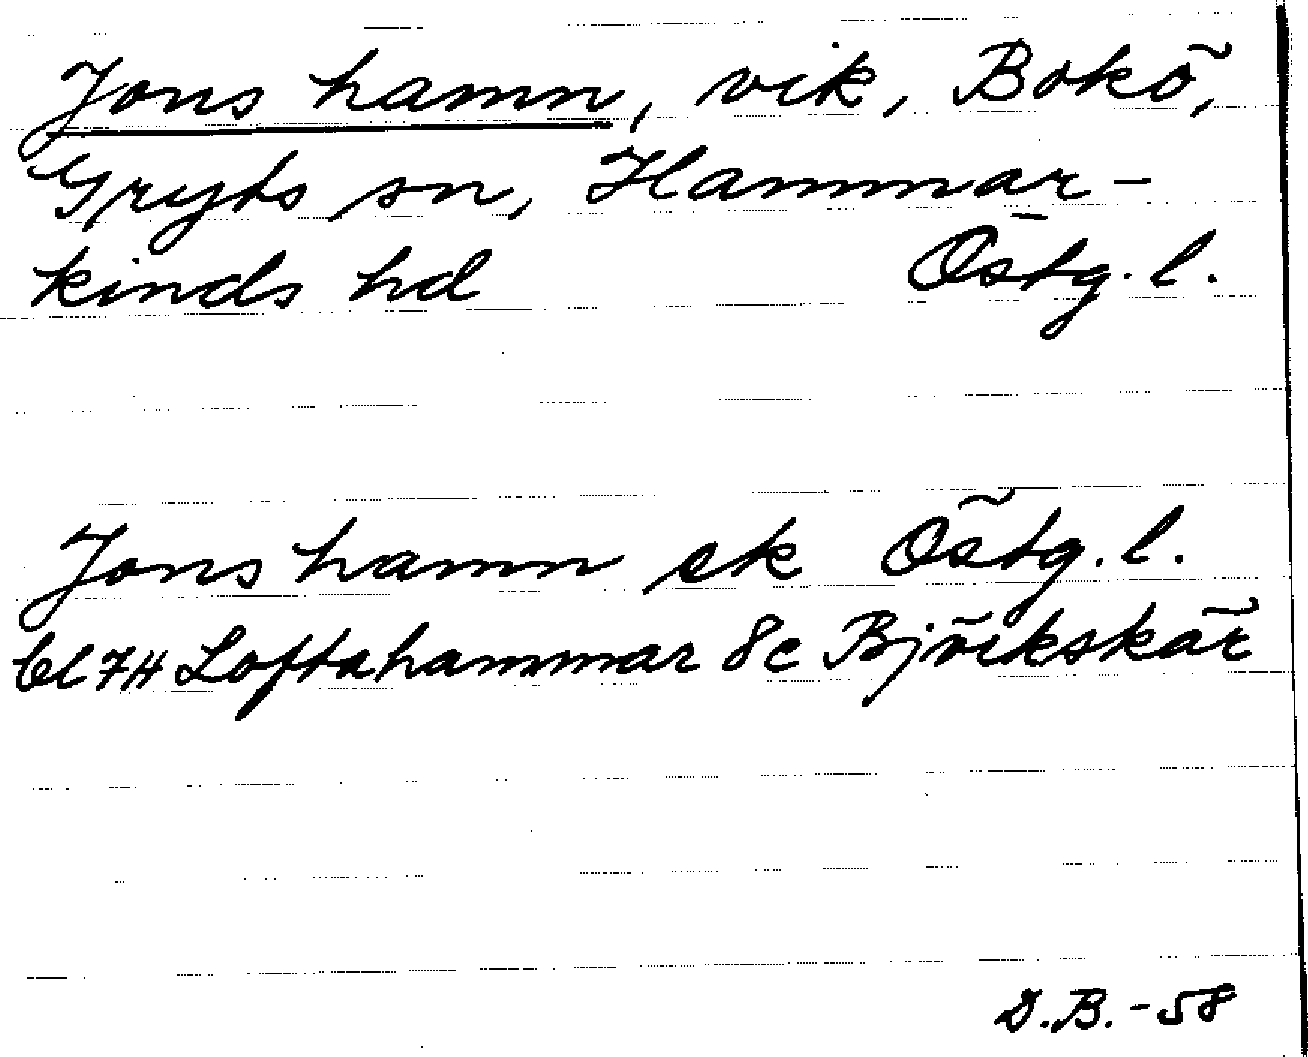 Jons hamn, vik, Bokö,
Gryts sn, Hammar-
kinds hd Östg. l.
Jons hamn ek Östg. l.
bl 74 Loftahammar 8c Björkskär
D.B. -58